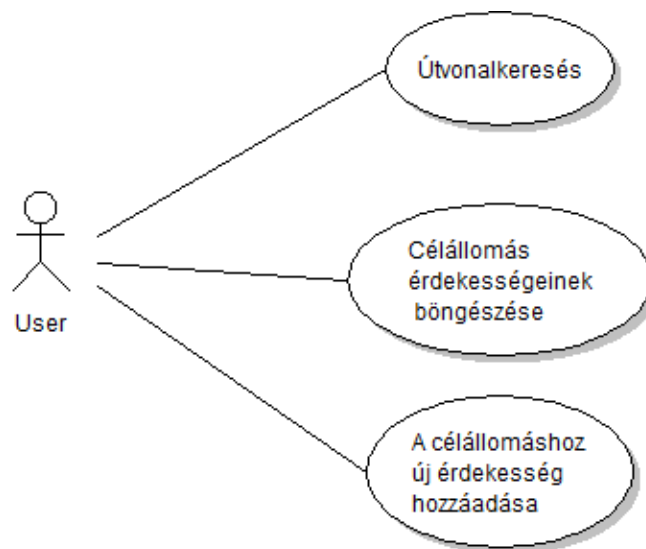 Útvonalkeresés
Célállomás
érdekességeinek
böngészése
User
A célállomáshoz
új érdekesség
hozzáadása